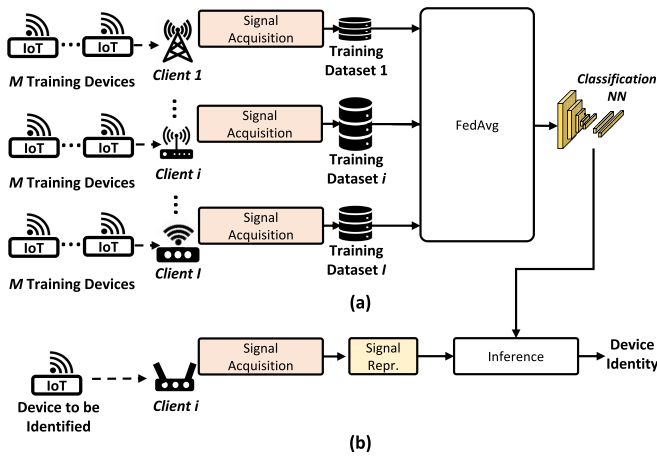 IoT ... IoT
M Training Devices
Client 1
Signal
Acquisition
Training
Dataset 1
IoT ... IoT
M Training Devices
Client i
Signal
Acquisition
Training
Dataset i
IoT ... IoT
M Training Devices
Client I
Signal
Acquisition
Training
Dataset I
FedAvg
Classification
NN
(a)
IoT
Device to be
Identified
Client i
Signal
Acquisition
Signal
Repr.
Inference
Device
Identity
(b)